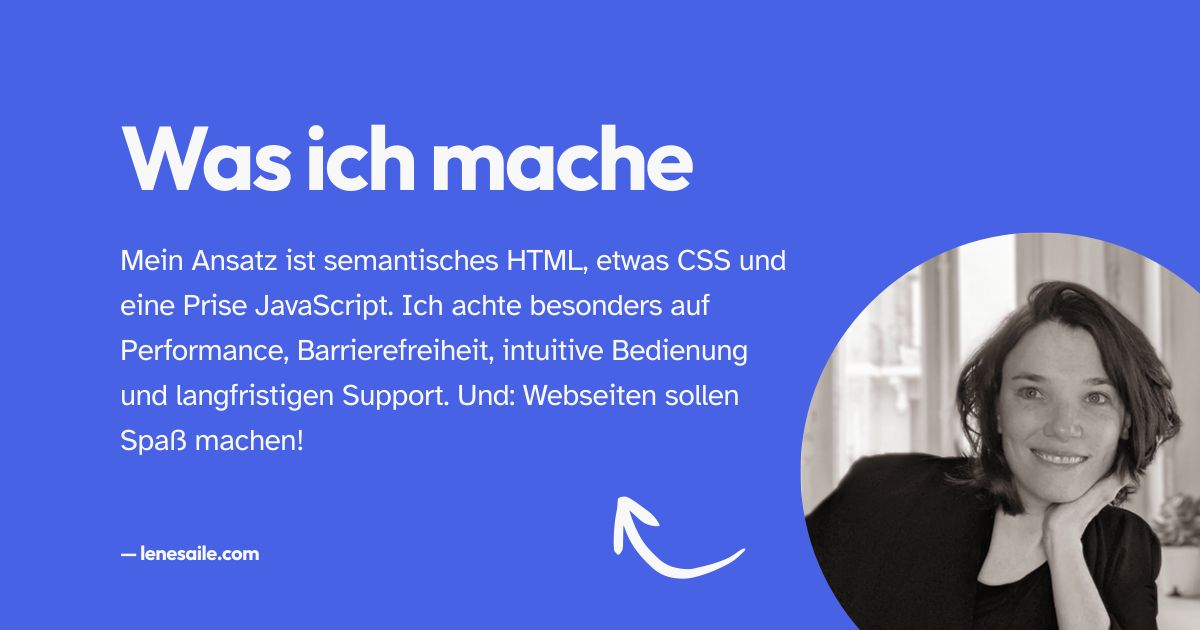 Was ich mache
Mein Ansatz ist semantisches HTML, etwas CSS und
eine Prise JavaScript. Ich achte besonders auf
Performance, Barrierefreiheit, intuitive Bedienung
und langfristigen Support. Und: Webseiten sollen
Spaß machen!
— lenesaile.com